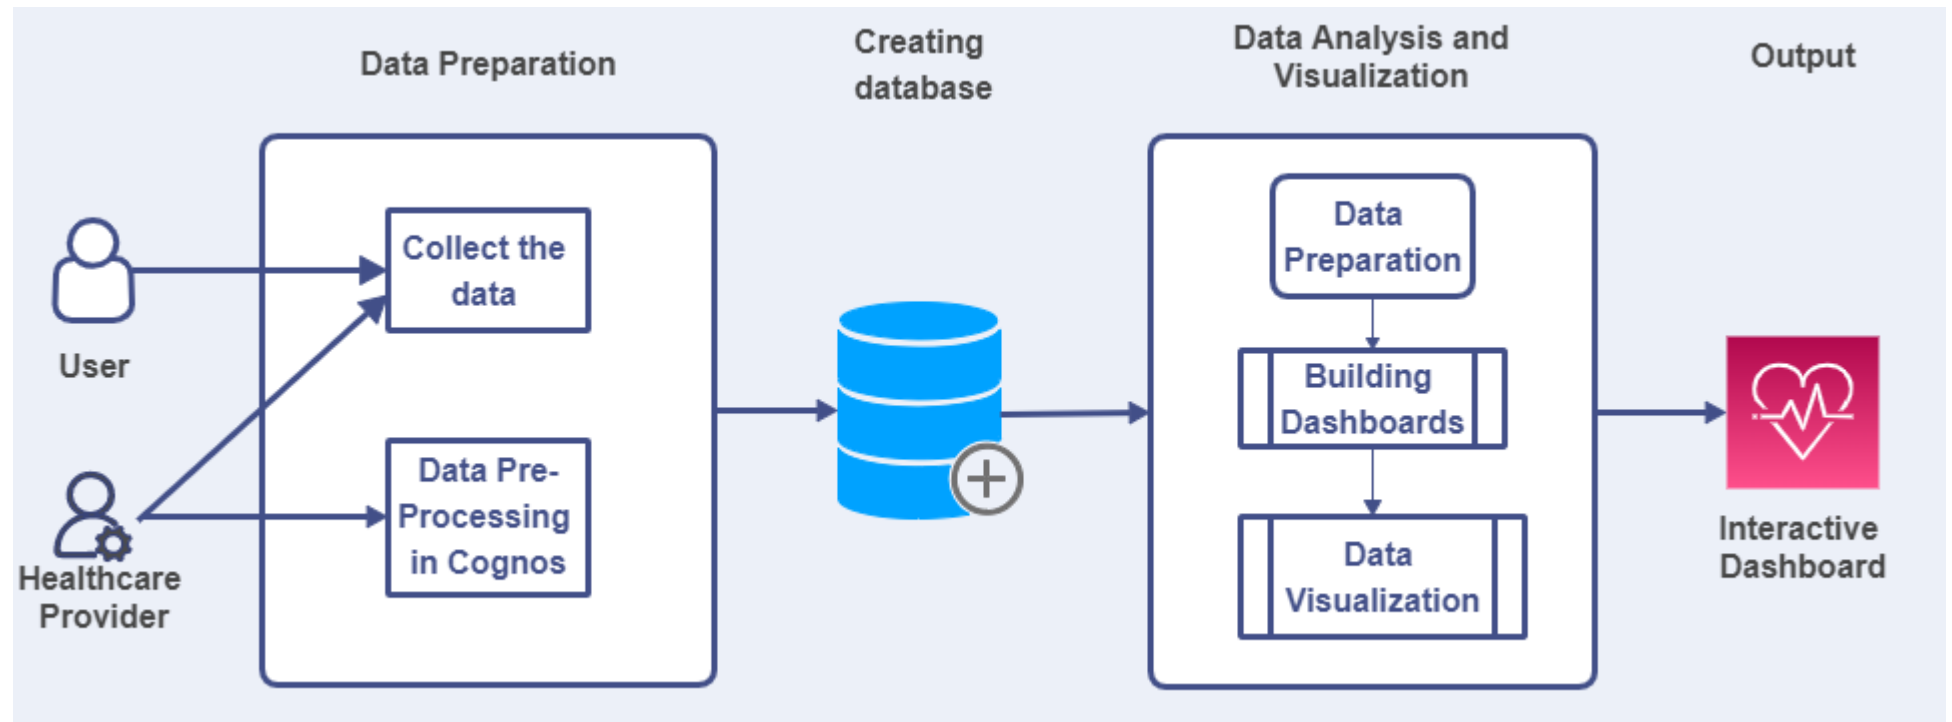 Data Preparation
Creating
database
Data Analysis and
Visualization
Output
User
Healthcare
Provider
Collect the
data
Data Pre-
Processing
in Cognos
Data
Preparation
Building
Dashboards
Data
Visualization
Interactive
Dashboard